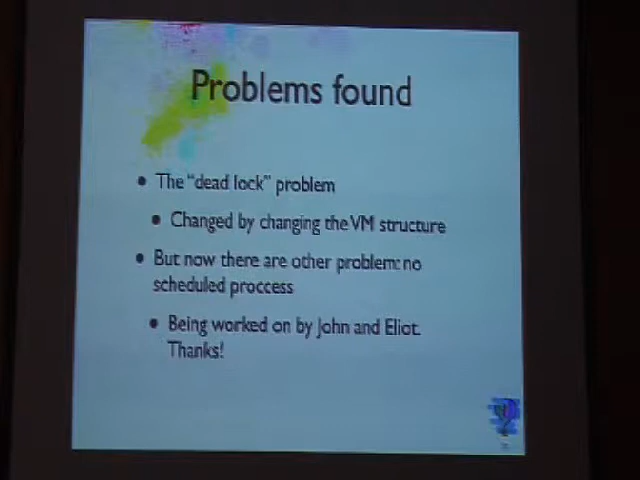 Problems found
• The "dead lock" problem
• Changed by changing the VM structure
• But now there are other problem: no
scheduled proccess
• Being worked on by John and Eliot.
Thanks!